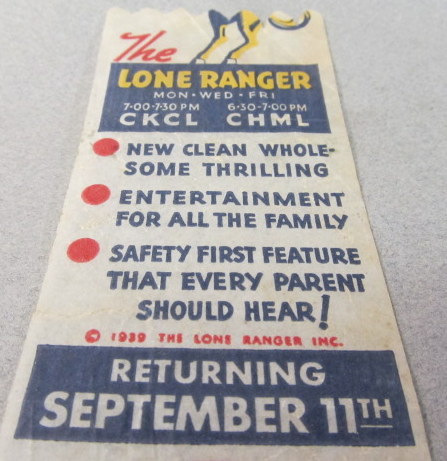 The
LONE RANGER
MON • WED • FRI
7:00-7:30 PM 6:30-7:00 PM
CKCL CHML
NEW CLEAN WHOLE-
SOME THRILLING
ENTERTAINMENT
FOR ALL THE FAMILY
SAFETY FIRST FEATURE
THAT EVERY PARENT
SHOULD HEAR!
© 1939 THE LONE RANGER INC.
RETURNING
SEPTEMBER 11TH